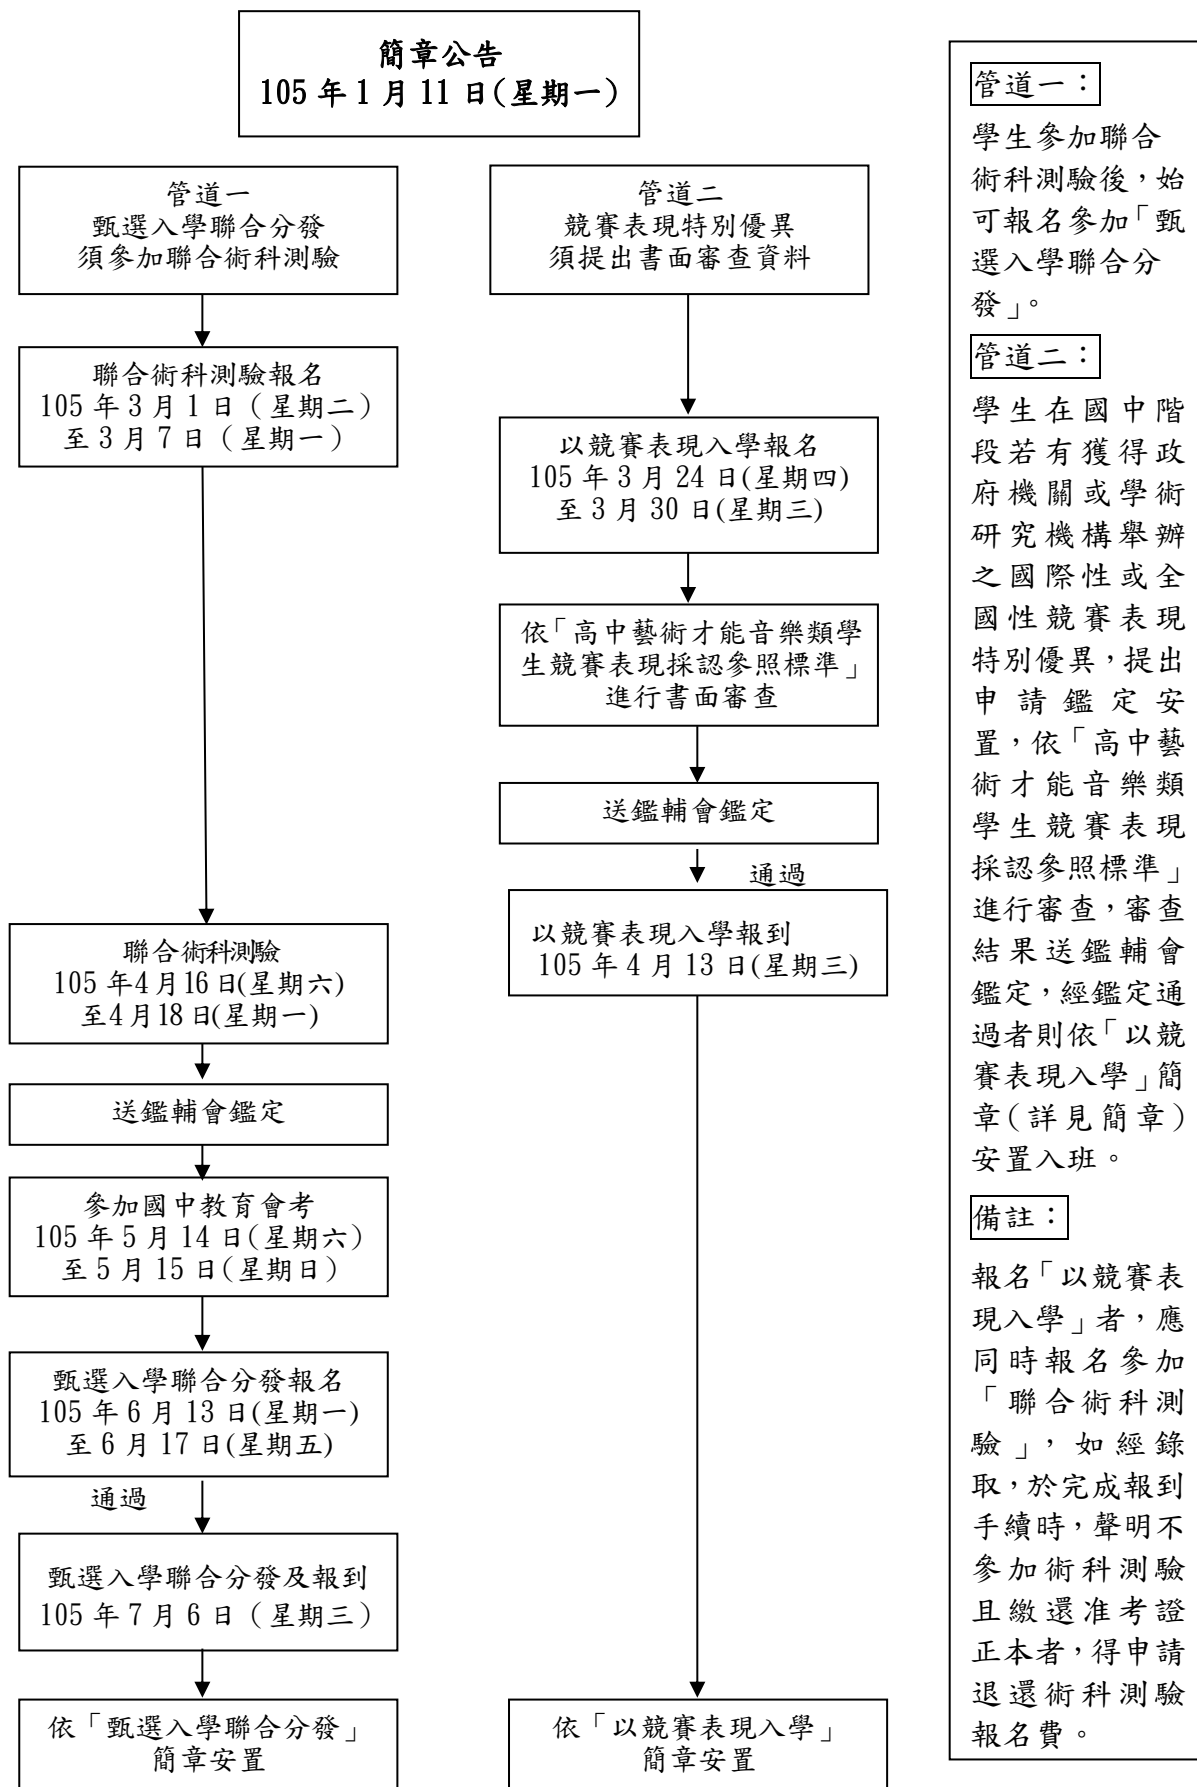 簡章公告
105 年 1 月 11 日(星期一)
管道一
甄選入學聯合分發
須參加聯合術科測驗
聯合術科測驗報名
105 年 3 月 1 日（星期二）
至 3 月 7 日（星期一）
聯合術科測驗
105 年4 月16 日(星期六)
至4 月18 日(星期一)
送鑑輔會鑑定
參加國中教育會考
105 年 5 月 14 日(星期六)
至 5 月 15 日(星期日)
甄選入學聯合分發報名
105 年 6 月 13 日(星期一)
至 6 月 17 日(星期五)
通過
甄選入學聯合分發及報到
105 年 7 月 6 日（星期三）
依「甄選入學聯合分發」
簡章安置
管道二
競賽表現特別優異
須提出書面審查資料
以競賽表現入學報名
105 年 3 月 24 日(星期四)
至 3 月 30 日(星期三)
依「高中藝術才能音樂類學
生競賽表現採認參照標準」
進行書面審查
送鑑輔會鑑定
通過
以競賽表現入學報到
105 年 4 月 13 日(星期三)
依「以競賽表現入學」
簡章安置
管道一：
學生參加聯合
術科測驗後，始
可報名參加「甄
選入學聯合分
發」。
管道二：
學生在國中階
段若有獲得政
府機關或學術
研究機構舉辦
之國際性或全
國性競賽表現
特別優異，提出
申請鑑定安
置，依「高中藝
術才能音樂類
學生競賽表現
採認參照標準」
進行審查，審查
結果送鑑輔會
鑑定，經鑑定通
過者則依「以競
賽表現入學」簡
章(詳見簡章)
安置入班。
備註：
報名「以競賽表
現入學」者，應
同時報名參加
「聯合術科測
驗」，如經錄
取，於完成報到
手續時，聲明不
參加術科測驗
且繳還准考證
正本者，得申請
退還術科測驗
報名費。